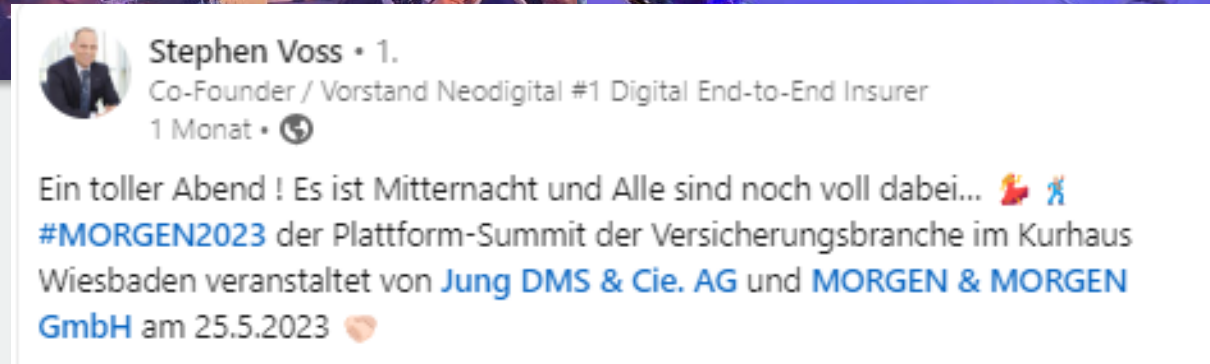 Stephen Voss • 1.
Co-Founder / Vorstand Neodigital #1 Digital End-to-End Insurer
1 Monat •
Ein toller Abend ! Es ist Mitternacht und Alle sind noch voll dabei... 💃 🕺
#MORGEN2023 der Plattform-Summit der Versicherungsbranche im Kurhaus
Wiesbaden veranstaltet von Jung DMS & Cie. AG und MORGEN & MORGEN
GmbH am 25.5.2023 🤝🏻